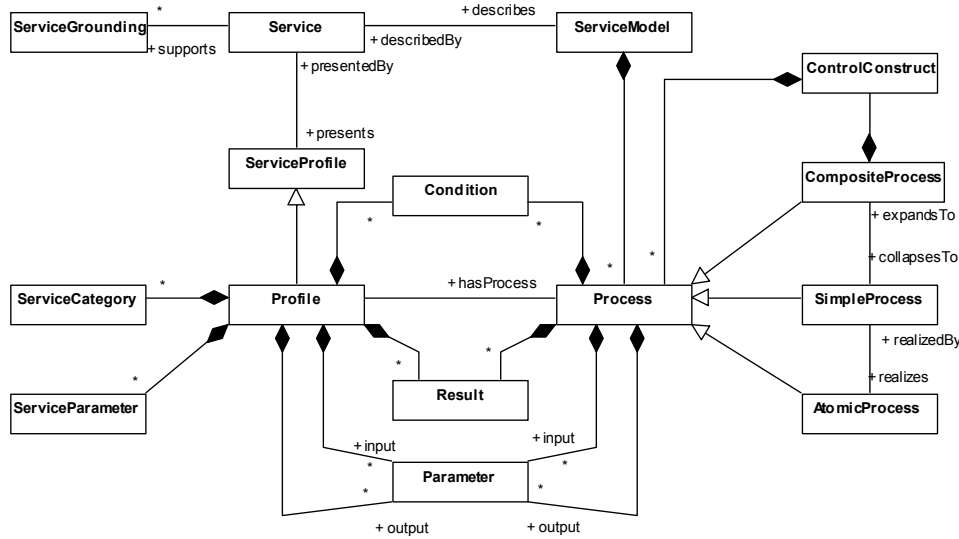 ServiceGrounding
*
+ supports
Service
+ describedBy
+ describes
ServiceModel
+ presentedBy
+ presents
ServiceProfile
ControlConstruct
CompositeProcess
+ expandsTo
+ collapsesTo
Condition
*
*
*
*
ServiceCategory
*
Profile
+ hasProcess
Process
SimpleProcess
+ realizedBy
+ realizes
AtomicProcess
ServiceParameter
*
*
*
Result
+ input
*
*
+ output
Parameter
+ input
*
*
+ output